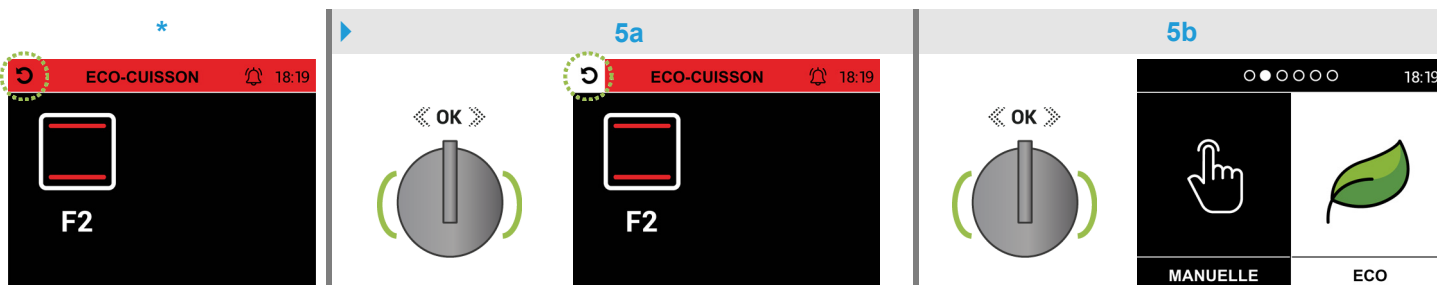 *
5a
5b
ECO-CUISSON 18:19
F2
OK
ECO-CUISSON 18:19
F2
OK
18:19
MANUELLE
ECO